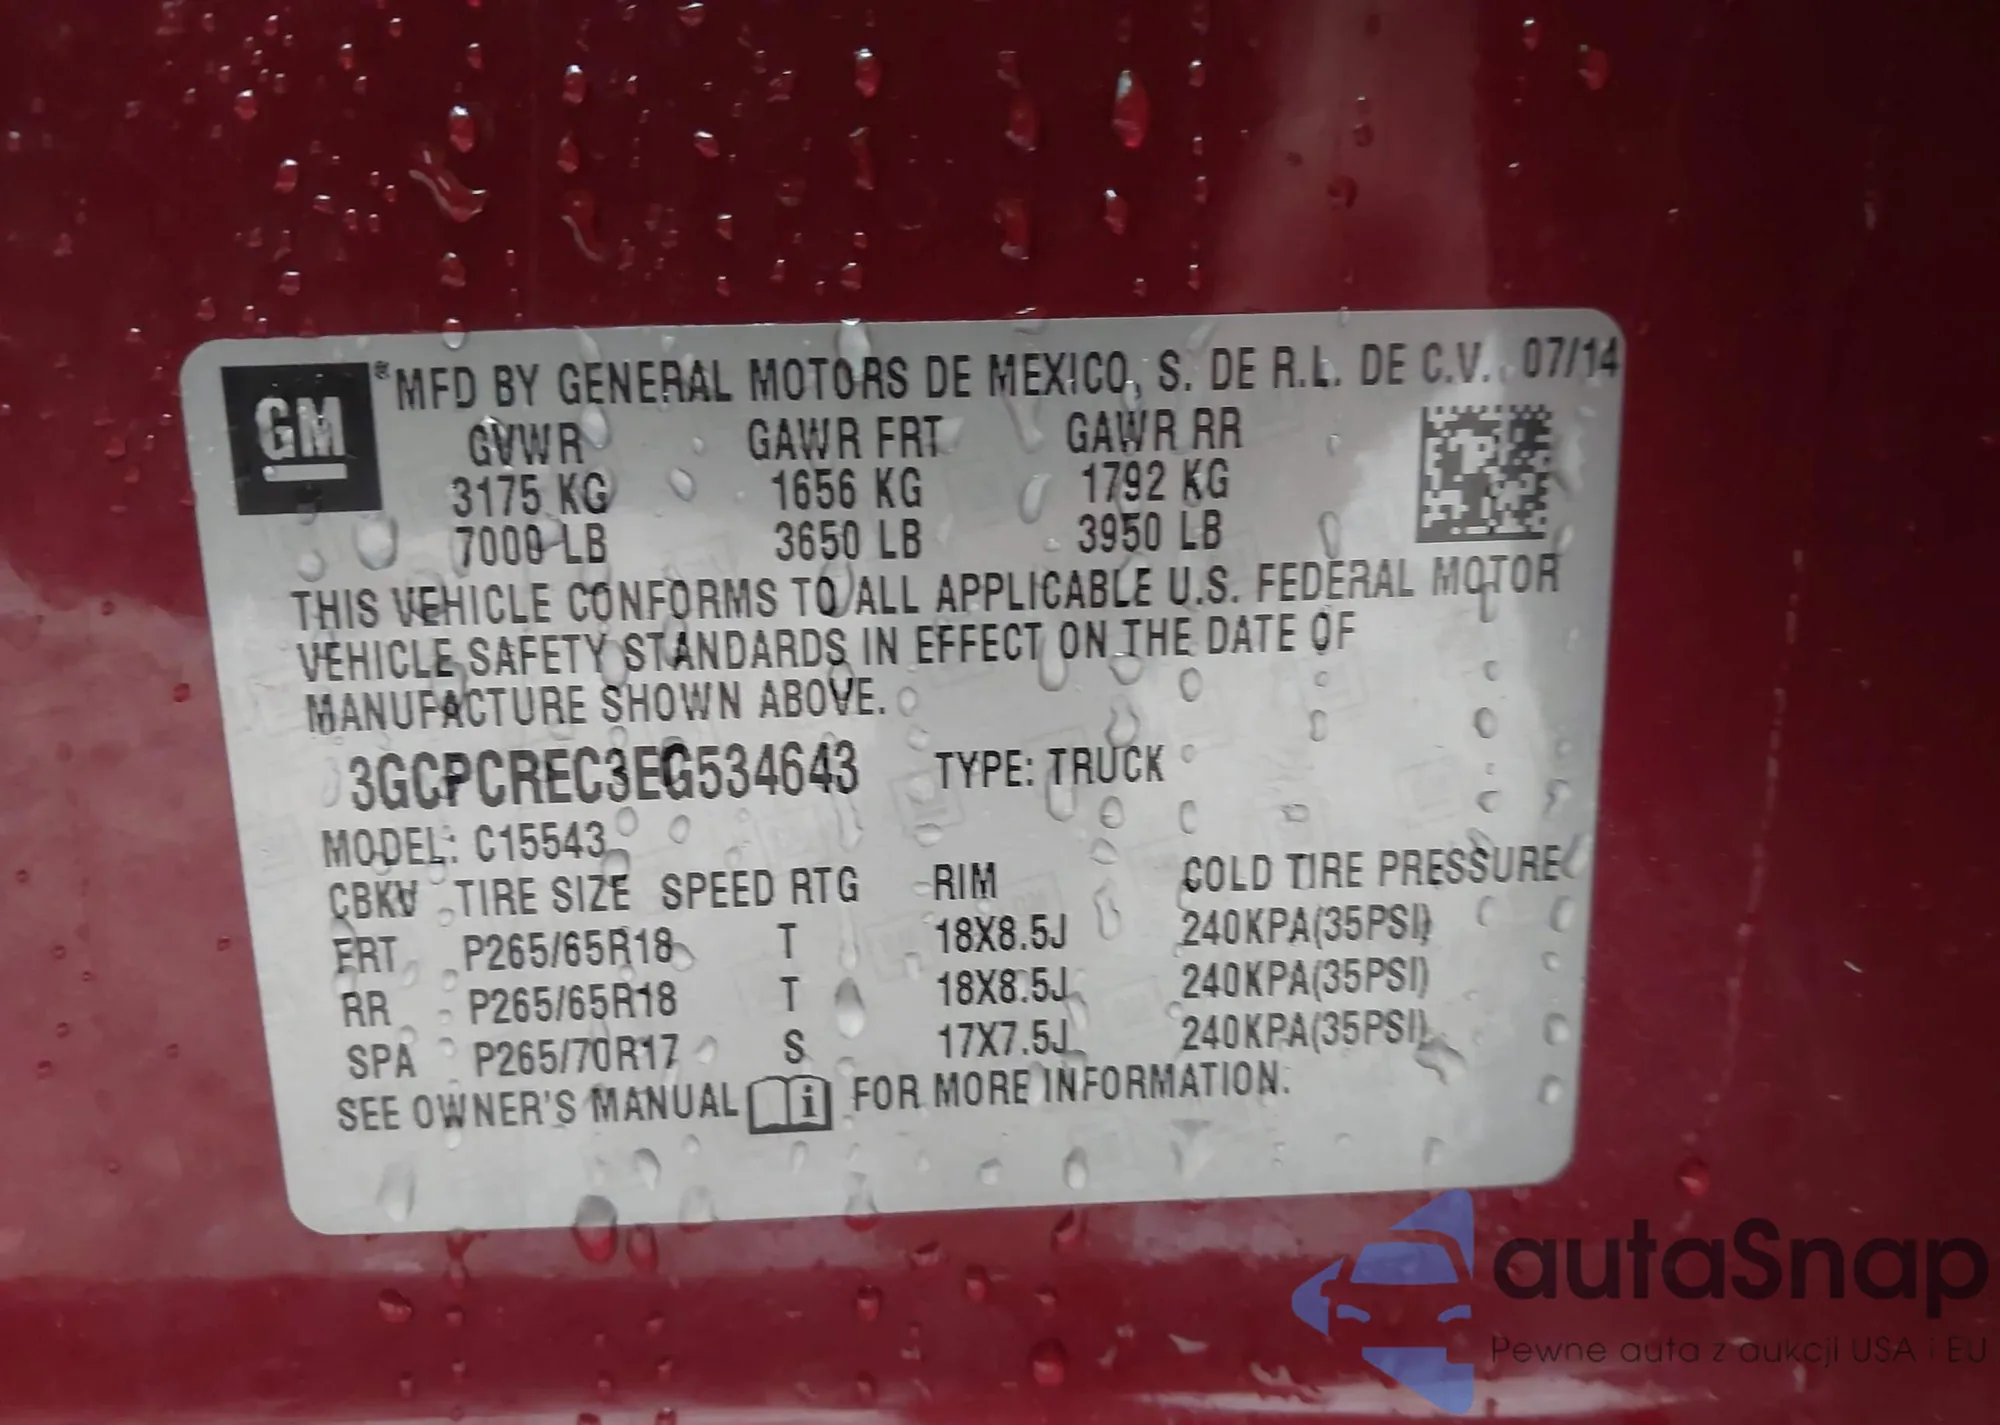 GM ® MFD BY GENERAL MOTORS DE MEXICO, S. DE R.L. DE C.V. 07/14
GVWR GAWR FRT GAWR RR
3175 KG 1656 KG 1792 KG
7000 LB 3650 LB 3950 LB
THIS VEHICLE CONFORMS TO ALL APPLICABLE U.S. FEDERAL MOTOR
VEHICLE SAFETY STANDARDS IN EFFECT ON THE DATE OF
MANUFACTURE SHOWN ABOVE.
3GCPCREC3EG534643 TYPE: TRUCK
MODEL: C15543
CBKV TIRE SIZE SPEED RTG RIM COLD TIRE PRESSURE
FRT P265/65R18 T 18X8.5J 240KPA(35PSI)
RR P265/65R18 T 18X8.5J 240KPA(35PSI)
SPA P265/70R17 S 17X7.5J 240KPA(35PSI)
SEE OWNER'S MANUAL i FOR MORE INFORMATION.
autaSnap
Pewne auta z aukcji USA i EU